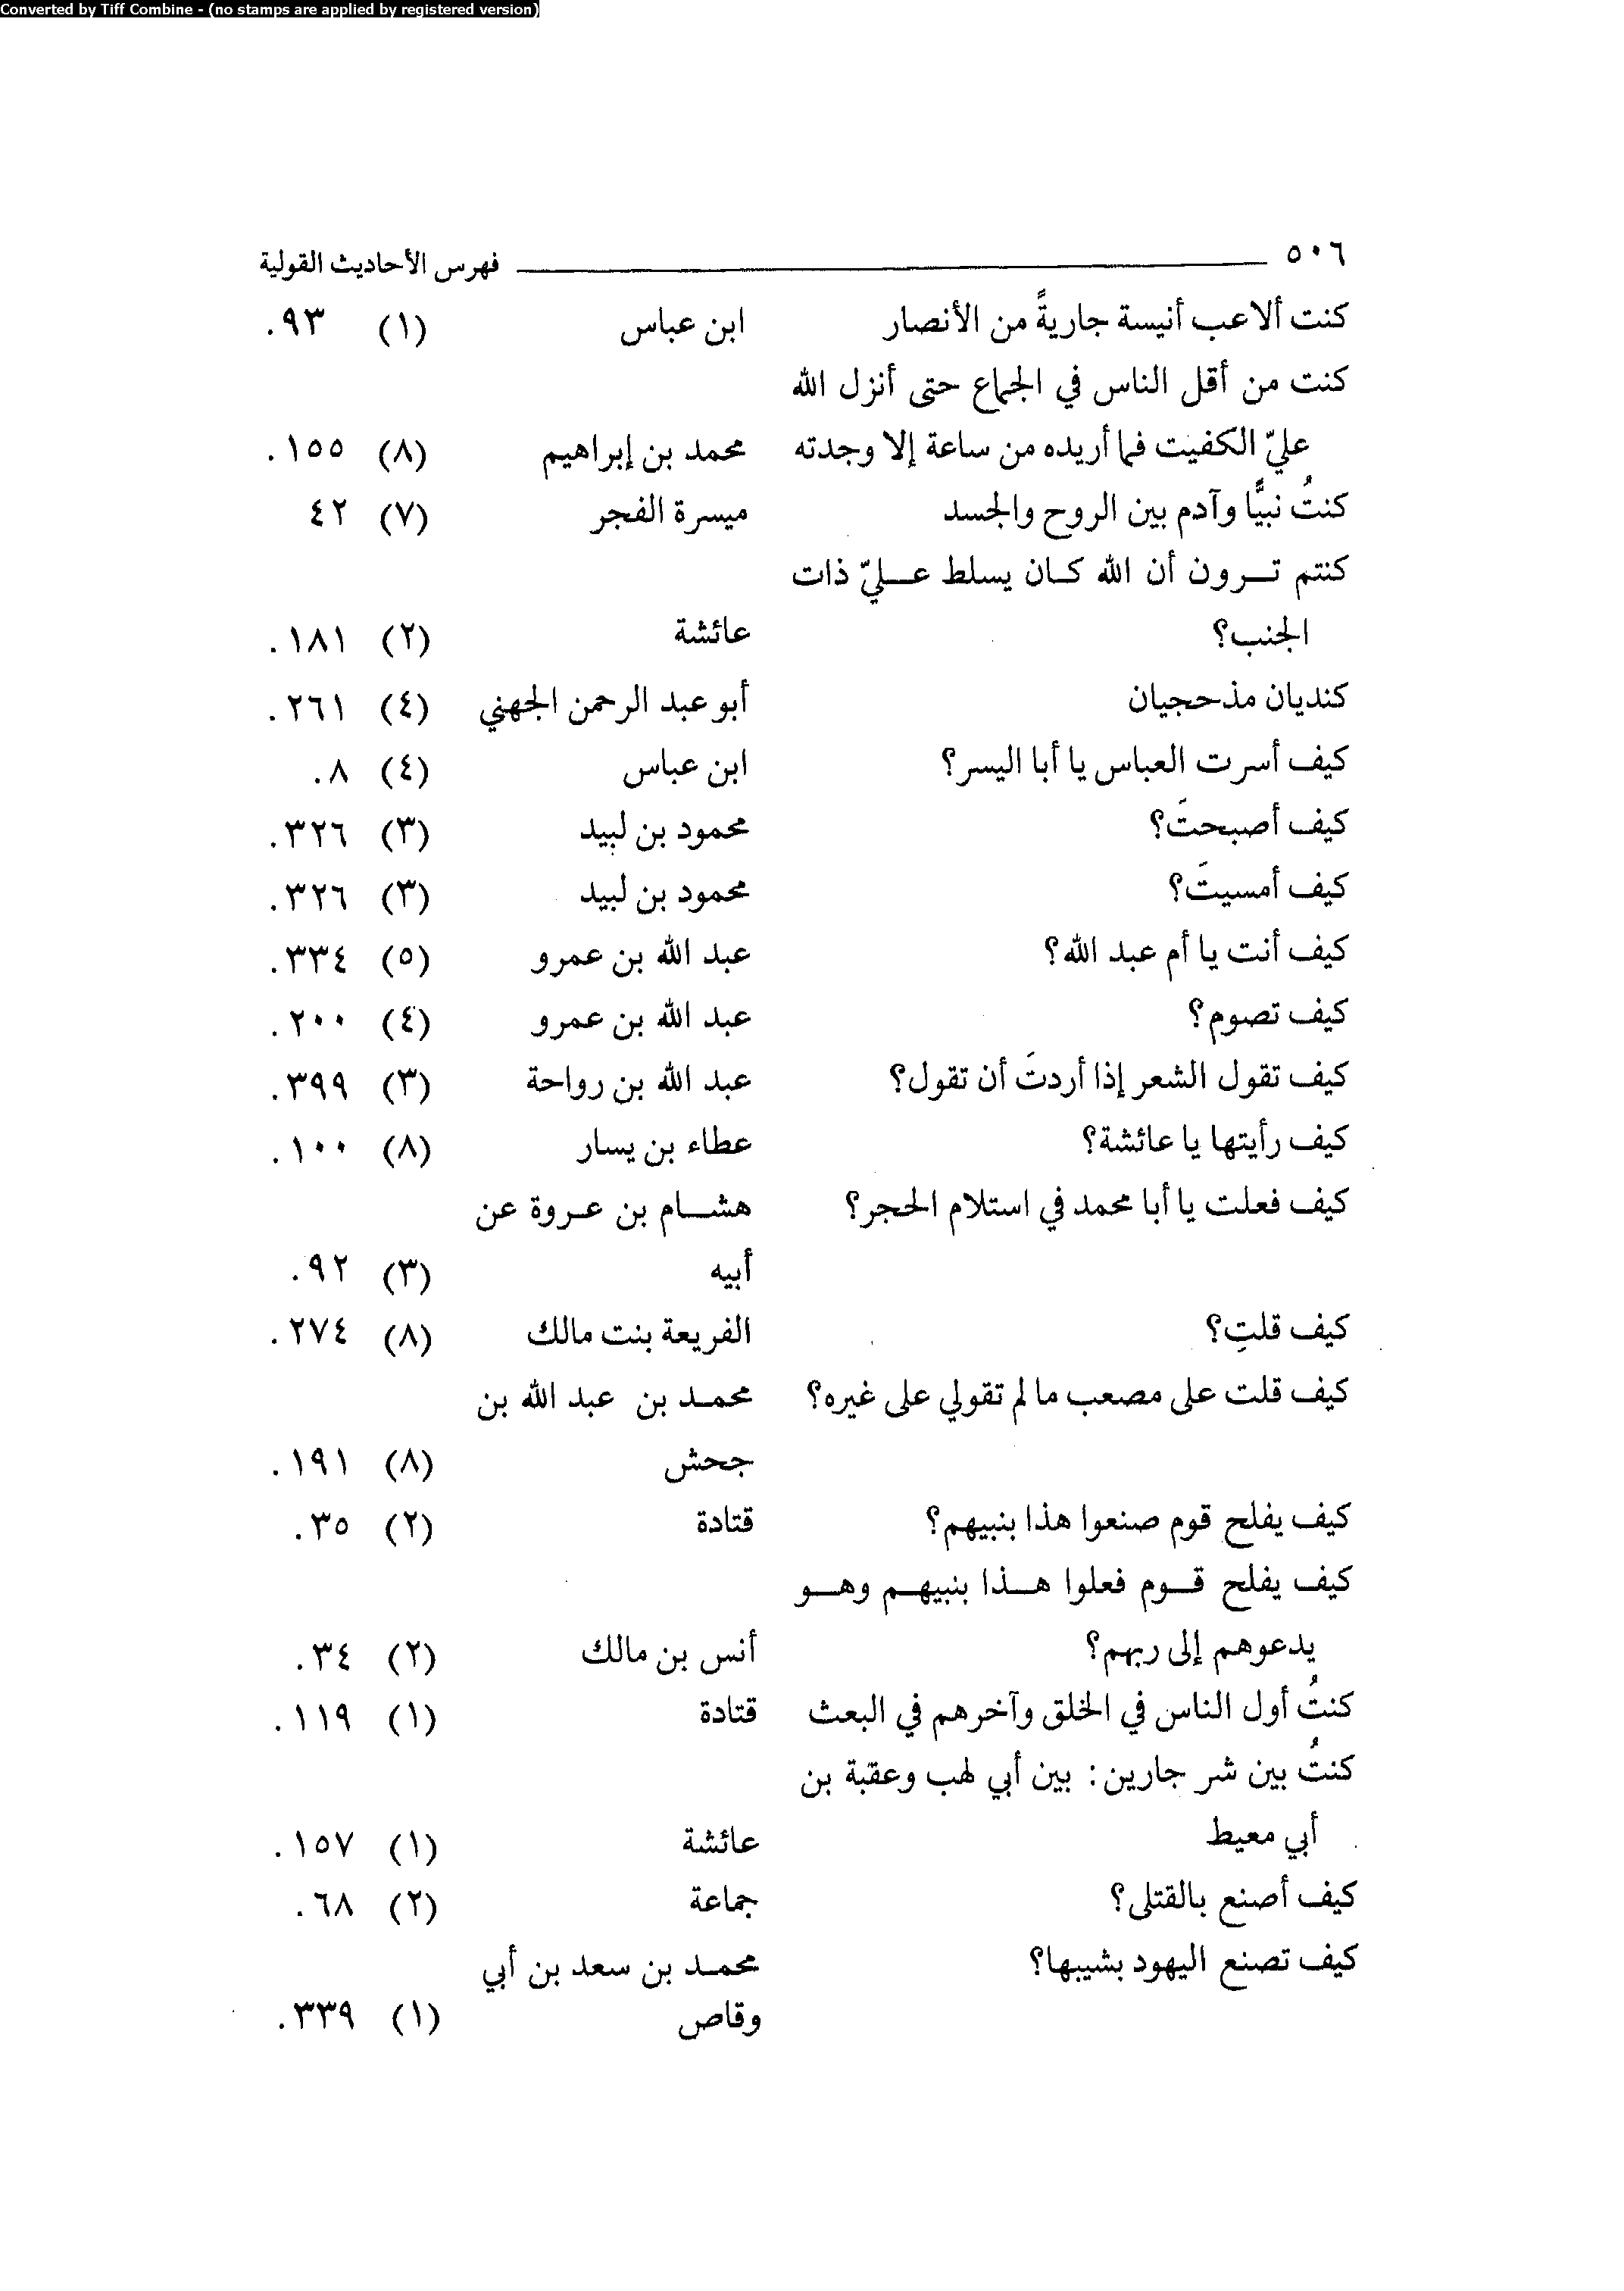 Converted by Tiff Combine - (no stamps are applied by registered version)
٥٠٦ فهرس الأحاديث القولية
كنت ألاعب أنيسة جاريةً من الأنصار ابن عباس (١) ٩٣.
كنت من أقل الناس في الجماع حتى أنزل الله
عليّ الكفيت فما أريده من ساعة إلا وجدته محمد بن إبراهيم (٨) ١٥٥.
كنتُ نبيًّا وآدم بين الروح والجسد ميسرة الفجر (٧) ٤٢
كنتم تـرون أن الله كـان يسلط عـليّ ذات
الجنب؟ عائشة (٢) ١٨١.
كنديان مذحجيان أبو عبد الرحمن الجهني (٤) ٢٦١.
كيف أسرت العباس يا أبا اليسر؟ ابن عباس (٤) ٨.
كيف أصبحتَ؟ محمود بن لبيد (٣) ٣٢٦.
كيف أمسيتَ؟ محمود بن لبيد (٣) ٣٢٦.
كيف أنت يا أم عبد الله؟ عبد الله بن عمرو (٥) ٣٣٤.
كيف تصوم؟ عبد الله بن عمرو (٤) ٢٠٠.
كيف تقول الشعر إذا أردتَ أن تقول؟ عبد الله بن رواحة (٣) ٣٩٩.
كيف رأيتها يا عائشة؟ عطاء بن يسار (٨) ١٠٠.
كيف فعلت يا أبا محمد في استلام الحجر؟ هشـام بن عـروة عن
أبيه (٣) ٩٢.
كيف قلتِ؟ الفريعة بنت مالك (٨) ٢٧٤.
كيف قلت على مصعب ما لم تقولي على غيره؟ محمـد بن عبد الله بن
جحش (٨) ١٩١.
كيف يفلح قوم صنعوا هذا بنبيهم؟ قتادة (٢) ٣٥.
كيف يفلح قـوم فعلوا هـذا بنبيهـم وهـو
يدعوهم إلى ربهم؟ أنس بن مالك (٢) ٣٤.
كنتُ أول الناس في الخلق وآخرهم في البعث قتادة (١) ١١٩.
كنتُ بين شر جارين: بين أبي لهب وعقبة بن
أبي معيط عائشة (١) ١٥٧.
كيف أصنع بالقتلى؟ جماعة (٢) ٦٨.
كيف تصنع اليهود بشيبها؟ محمـد بن سعد بن أبي
وقاص (١) ٣٣٩.